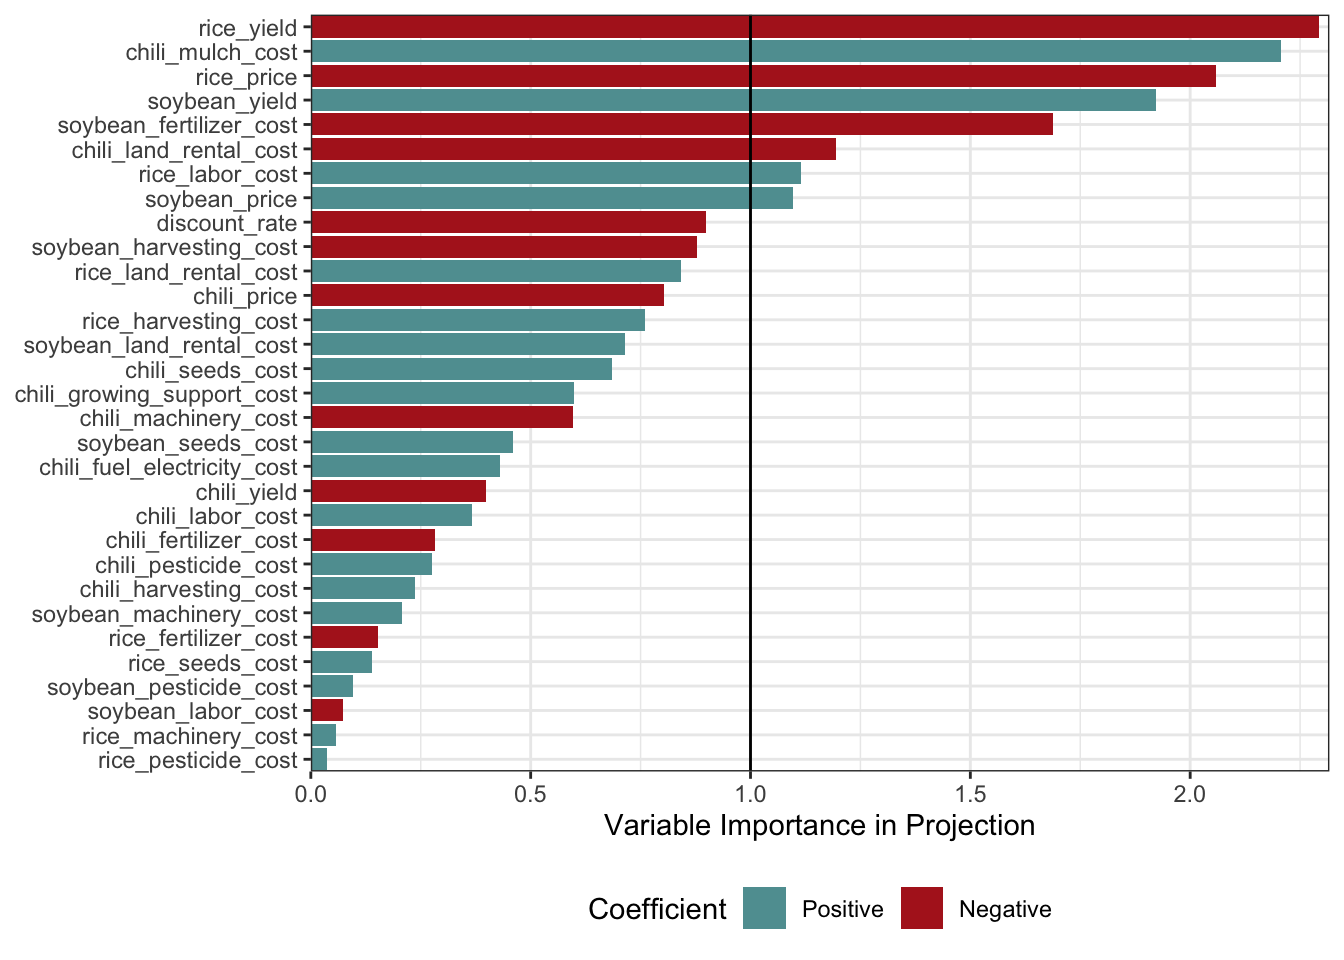 rice_yield
chili_mulch_cost
rice_price
soybean_yield
soybean_fertilizer_cost
chili_land_rental_cost
rice_labor_cost
soybean_price
discount_rate
soybean_harvesting_cost
rice_land_rental_cost
chili_price
rice_harvesting_cost
soybean_land_rental_cost
chili_seeds_cost
chili_growing_support_cost
chili_machinery_cost
soybean_seeds_cost
chili_fuel_electricity_cost
chili_yield
chili_labor_cost
chili_fertilizer_cost
chili_pesticide_cost
chili_harvesting_cost
soybean_machinery_cost
rice_fertilizer_cost
rice_seeds_cost
soybean_pesticide_cost
soybean_labor_cost
rice_machinery_cost
rice_pesticide_cost
0.0 0.5 1.0 1.5 2.0
Variable Importance in Projection
Coefficient Positive Negative